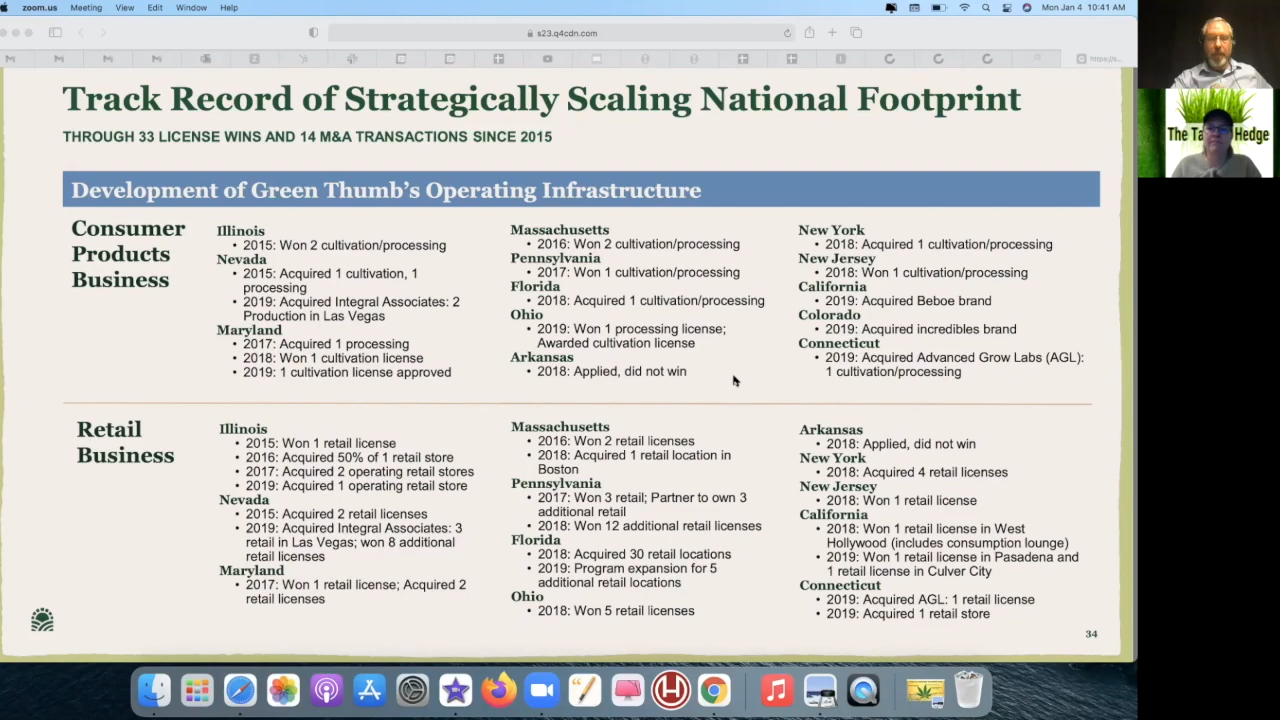 zoom.us Meeting View Edit Window Help
Mon Jan 4 10:41 AM
s23.q4cdn.com
https://s...
Track Record of Strategically Scaling National Footprint
THROUGH 33 LICENSE WINS AND 14 M&A TRANSACTIONS SINCE 2015
Development of Green Thumb's Operating Infrastructure
Consumer
Products
Business
Illinois
• 2015: Won 2 cultivation/processing
Nevada
• 2015: Acquired 1 cultivation, 1
processing
• 2019: Acquired Integral Associates: 2
Production in Las Vegas
Maryland
• 2017: Acquired 1 processing
• 2018: Won 1 cultivation license
• 2019: 1 cultivation license approved
Massachusetts
• 2016: Won 2 cultivation/processing
Pennsylvania
• 2017: Won 1 cultivation/processing
Florida
• 2018: Acquired 1 cultivation/processing
Ohio
• 2019: Won 1 processing license;
Awarded cultivation license
Arkansas
• 2018: Applied, did not win
New York
• 2018: Acquired 1 cultivation/processing
New Jersey
• 2018: Won 1 cultivation/processing
California
• 2019: Acquired Beboe brand
Colorado
• 2019: Acquired incredibles brand
Connecticut
• 2019: Acquired Advanced Grow Labs (AGL):
1 cultivation/processing
Retail
Business
Illinois
• 2015: Won 1 retail license
• 2016: Acquired 50% of 1 retail store
• 2017: Acquired 2 operating retail stores
• 2019: Acquired 1 operating retail store
Nevada
• 2015: Acquired 2 retail licenses
• 2019: Acquired Integral Associates: 3
retail in Las Vegas; won 8 additional
retail licenses
Maryland
• 2017: Won 1 retail license; Acquired 2
retail licenses
Massachusetts
• 2016: Won 2 retail licenses
• 2018: Acquired 1 retail location in
Boston
Pennsylvania
• 2017: Won 3 retail; Partner to own 3
additional retail
• 2018: Won 12 additional retail licenses
Florida
• 2018: Acquired 30 retail locations
• 2019: Program expansion for 5
additional retail locations
Ohio
• 2018: Won 5 retail licenses
Arkansas
• 2018: Applied, did not win
New York
• 2018: Acquired 4 retail licenses
New Jersey
• 2018: Won 1 retail license
California
• 2018: Won 1 retail license in West
Hollywood (includes consumption lounge)
• 2019: Won 1 retail license in Pasadena and
1 retail license in Culver City
Connecticut
• 2019: Acquired AGL: 1 retail license
• 2019: Acquired 1 retail store
34
The Hedge